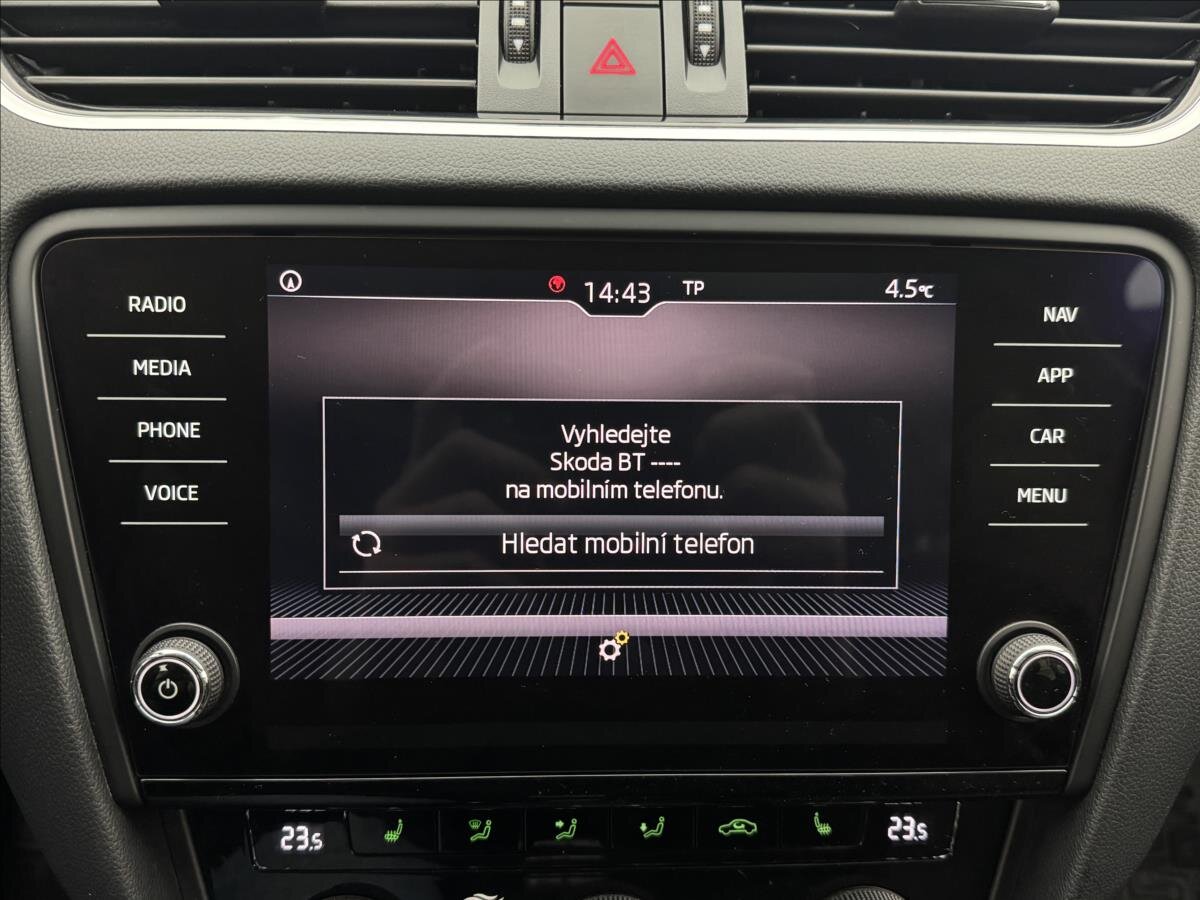 14:43
TP
4.5°C
RADIO
MEDIA
PHONE
VOICE
NAV
APP
CAR
MENU
Vyhledejte
Skoda BT ----
na mobilním telefonu.
Hledat mobilní telefon
23.5
23.5